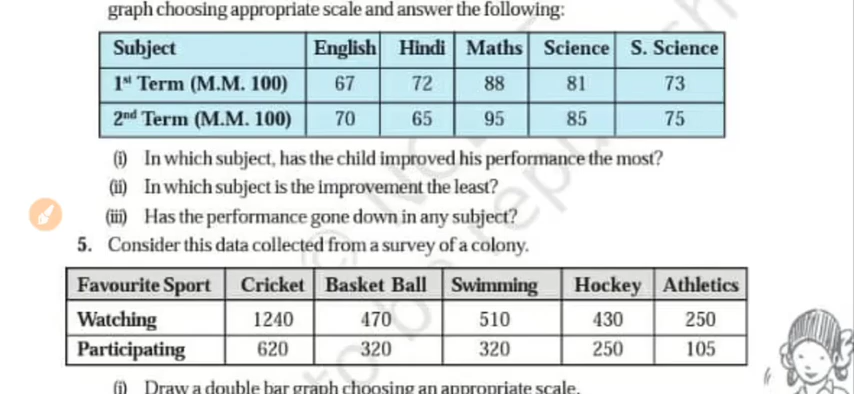 graph choosing appropriate scale and answer the following:
Subject English Hindi Maths Science S. Science
1st Term (M.M. 100) 67 72 88 81 73
2nd Term (M.M. 100) 70 65 95 85 75
(i) In which subject, has the child improved his performance the most?
(ii) In which subject is the improvement the least?
(iii) Has the performance gone down in any subject?
5. Consider this data collected from a survey of a colony.
Favourite Sport Cricket Basket Ball Swimming Hockey Athletics
Watching 1240 470 510 430 250
Participating 620 320 320 250 105
(i) Draw a double bar graph choosing an appropriate scale.